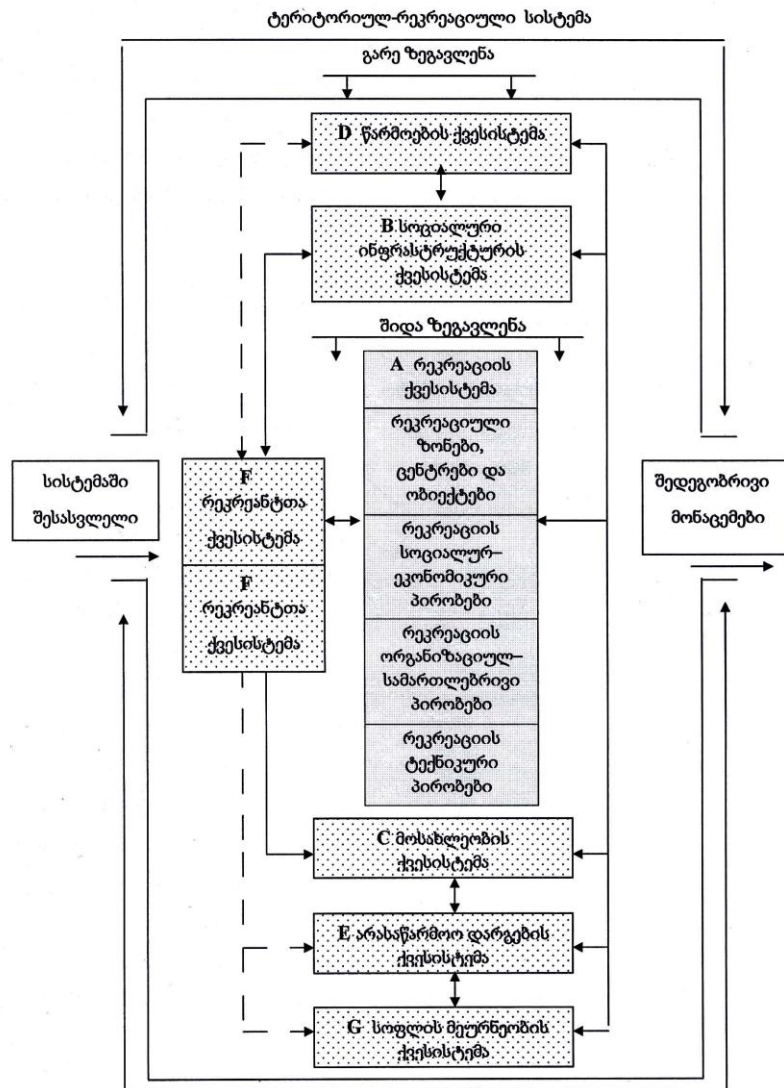 ტერიტორიულ-რეკრეაციული სისტემა
გარე ზეგავლენა
D წარმოების ქვესისტემა
B სოციალური
ინფრასტრუქტურის
ქვესისტემა
შიდა ზეგავლენა
A რეკრეაციის
ქვესისტემა
რეკრეაციული
ზონები,
ცენტრები და
ობიექტები
რეკრეაციის
სოციალურ–
ეკონომიკური
პირობები
რეკრეაციის
ორგანიზაციულ–
სამართლებრივი
პირობები
რეკრეაციის
ტექნიკური
პირობები
სისტემაში
შესასვლელი
F
რეკრეანტთა
ქვესისტემა
F
რეკრეანტთა
ქვესისტემა
შედეგობრივი
მონაცემები
C მოსახლეობის
ქვესისტემა
E არასაწარმოო დარგების
ქვესისტემა
G სოფლის მეურნეობის
ქვესისტემა